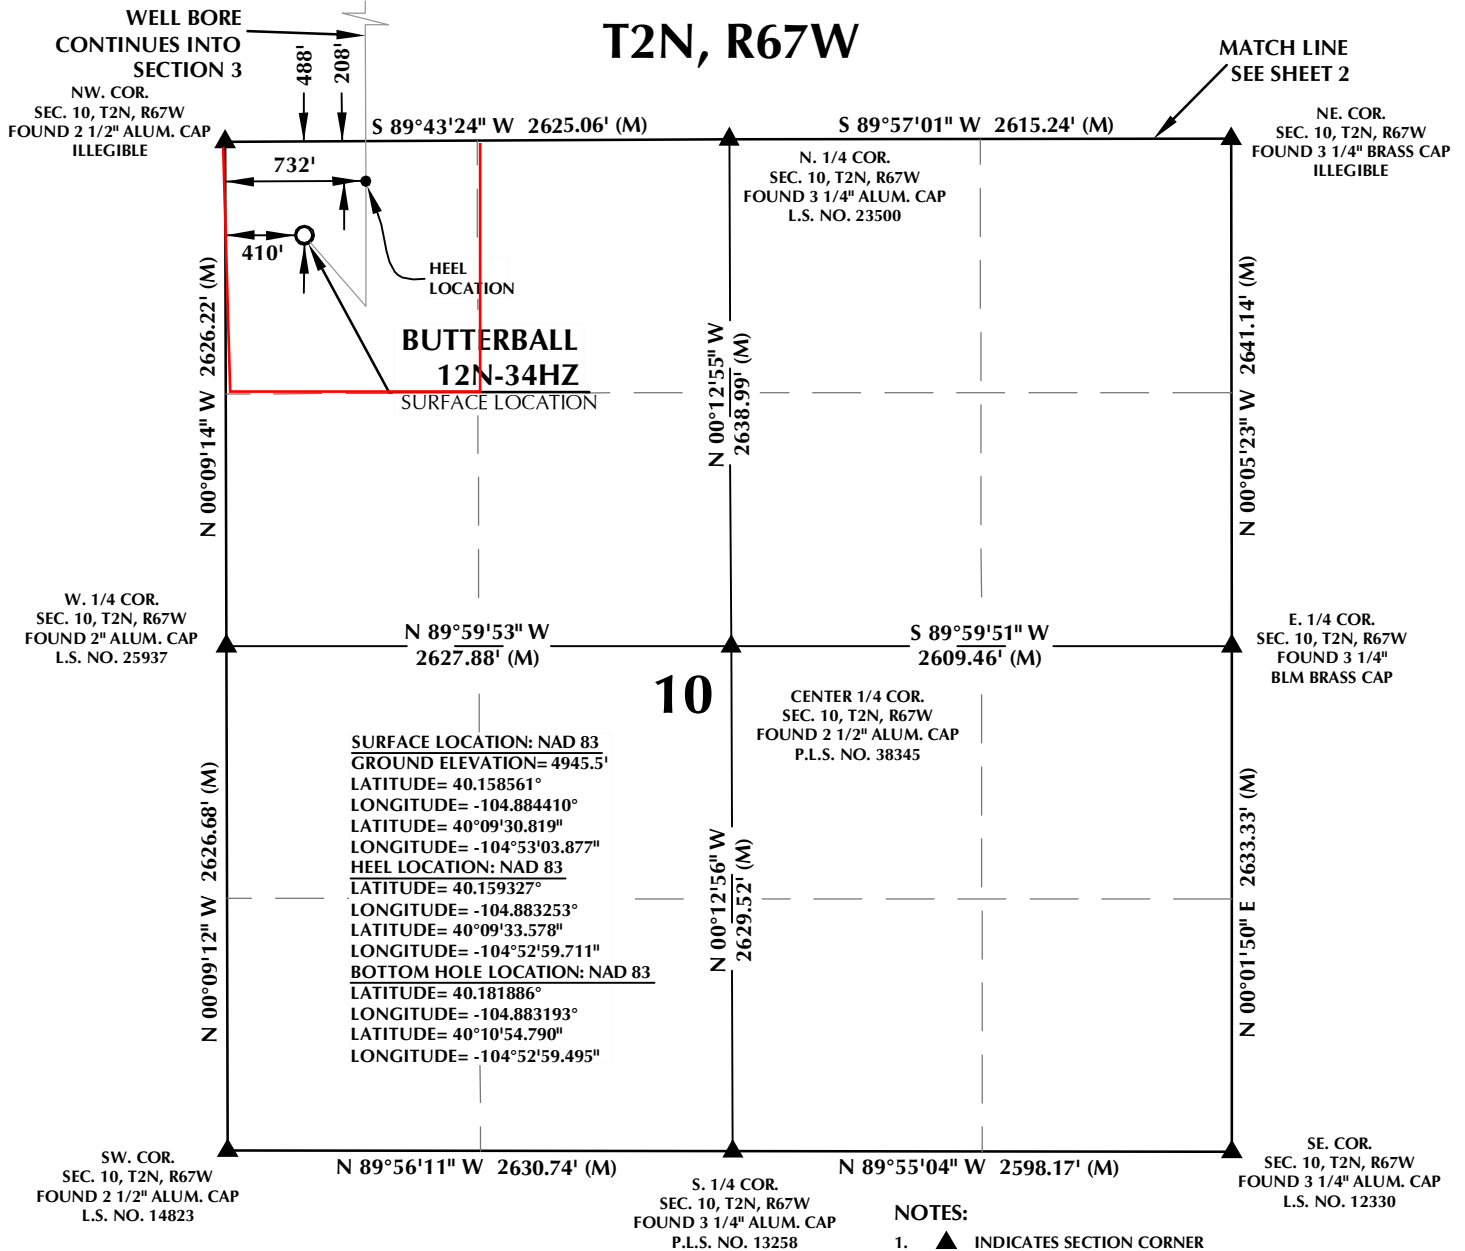 T2N, R67W
WELL BORE
CONTINUES INTO
SECTION 3
488'
208'
MATCH LINE
SEE SHEET 2
NW. COR.
SEC. 10, T2N, R67W
FOUND 2 1/2" ALUM. CAP
ILLEGIBLE
S 89°43'24" W 2625.06' (M)
S 89°57'01" W 2615.24' (M)
NE. COR.
SEC. 10, T2N, R67W
FOUND 3 1/4" BRASS CAP
ILLEGIBLE
N. 1/4 COR.
SEC. 10, T2N, R67W
FOUND 3 1/4" ALUM. CAP
L.S. NO. 23500
732'
410'
HEEL
LOCATION
BUTTERBALL
12N-34HZ
SURFACE LOCATION
N 00°09'14" W 2626.22' (M)
N 00°12'55" W
2638.99' (M)
N 00°05'23" W 2641.14' (M)
W. 1/4 COR.
SEC. 10, T2N, R67W
FOUND 2" ALUM. CAP
L.S. NO. 25937
N 89°59'53" W
2627.88' (M)
S 89°59'51" W
2609.46' (M)
E. 1/4 COR.
SEC. 10, T2N, R67W
FOUND 3 1/4"
BLM BRASS CAP
10
CENTER 1/4 COR.
SEC. 10, T2N, R67W
FOUND 2 1/2" ALUM. CAP
P.L.S. NO. 38345
SURFACE LOCATION: NAD 83
GROUND ELEVATION= 4945.5'
LATITUDE= 40.158561°
LONGITUDE= -104.884410°
LATITUDE= 40°09'30.819"
LONGITUDE= -104°53'03.877"
HEEL LOCATION: NAD 83
LATITUDE= 40.159327°
LONGITUDE= -104.883253°
LATITUDE= 40°09'33.578"
LONGITUDE= -104°52'59.711"
BOTTOM HOLE LOCATION: NAD 83
LATITUDE= 40.181886°
LONGITUDE= -104.883193°
LATITUDE= 40°10'54.790"
LONGITUDE= -104°52'59.495"
N 00°09'12" W 2626.68' (M)
N 00°12'56" W
2629.52' (M)
N 00°01'50" E 2633.33' (M)
SW. COR.
SEC. 10, T2N, R67W
FOUND 2 1/2" ALUM. CAP
L.S. NO. 14823
N 89°56'11" W 2630.74' (M)
N 89°55'04" W 2598.17' (M)
SE. COR.
SEC. 10, T2N, R67W
FOUND 3 1/4" ALUM. CAP
L.S. NO. 12330
S. 1/4 COR.
SEC. 10, T2N, R67W
FOUND 3 1/4" ALUM. CAP
P.L.S. NO. 13258
NOTES:
1. ▲ INDICATES SECTION CORNER